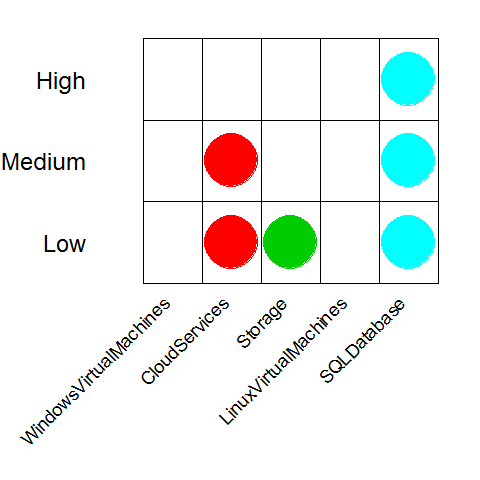 High
Medium
Low
WindowsVirtualMachines
CloudServices
Storage
LinuxVirtualMachines
SQLDatabase